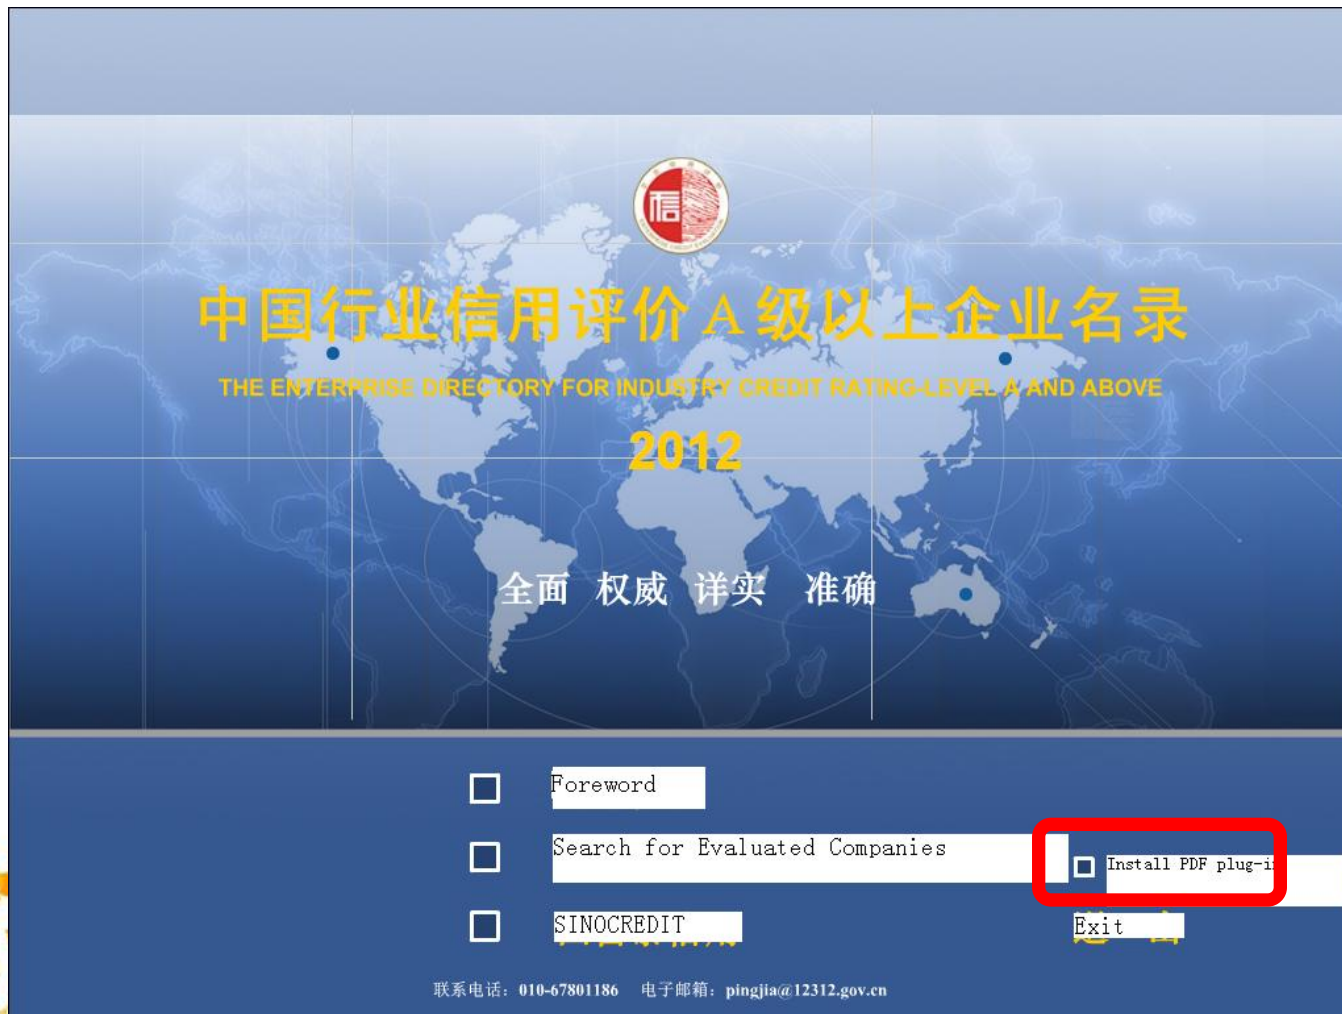 信
中国行业信用评价A级以上企业名录
THE ENTERPRISE DIRECTORY FOR INDUSTRY CREDIT RATING-LEVEL A AND ABOVE
2012
全面 权威 详实 准确
Foreword
Search for Evaluated Companies
Install PDF plug-in
SINOCREDIT
Exit
联系电话：010-67801186 电子邮箱：pingjia@12312.gov.cn